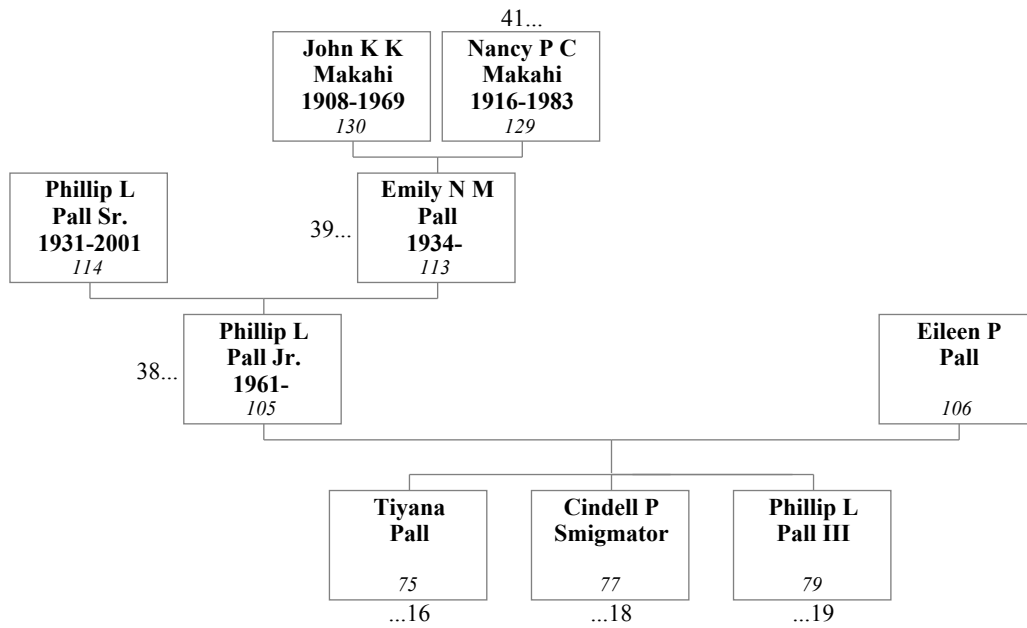 41...
John K K
Makahi
1908-1969
130
Nancy P C
Makahi
1916-1983
129
Phillip L
Pall Sr.
1931-2001
114
39...
Emily N M
Pall
1934-
113
38...
Phillip L
Pall Jr.
1961-
105
Eileen P
Pall
106
Tiyana
Pall
75
...16
Cindell P
Smigmator
77
...18
Phillip L
Pall III
79
...19